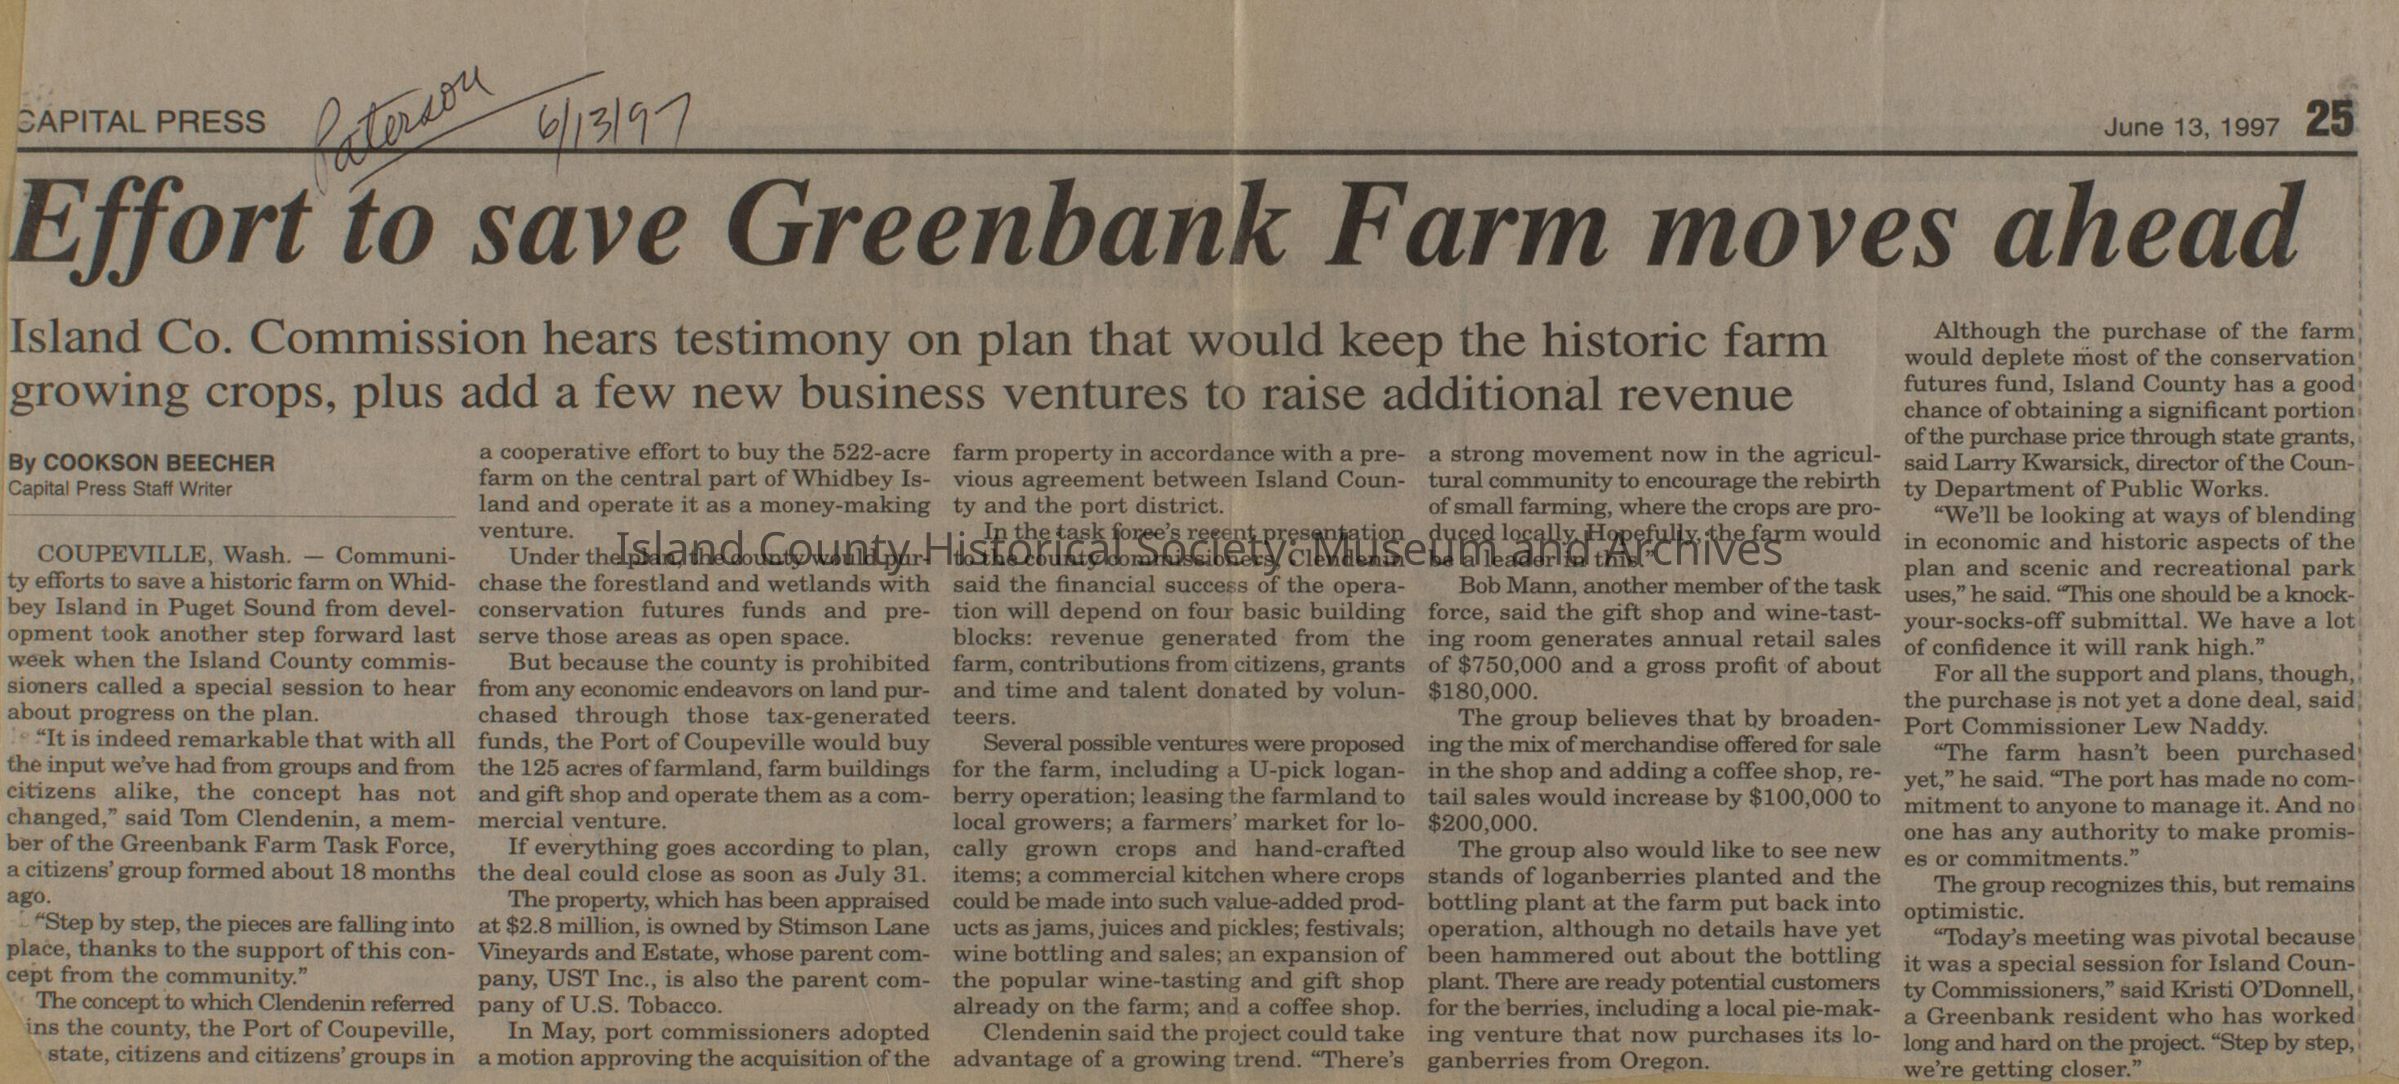 CAPITAL PRESS
Paterson 6/13/97
June 13, 1997 25
Effort to save Greenbank Farm moves ahead
Island Co. Commission hears testimony on plan that would keep the historic farm
growing crops, plus add a few new business ventures to raise additional revenue
By COOKSON BEECHER
Capital Press Staff Writer
COUPEVILLE, Wash. — Communi-
ty efforts to save a historic farm on Whid-
bey Island in Puget Sound from devel-
opment took another step forward last
week when the Island County commis-
sioners called a special session to hear
about progress on the plan.
“It is indeed remarkable that with all
the input we’ve had from groups and from
citizens alike, the concept has not
changed,” said Tom Clendenin, a mem-
ber of the Greenbank Farm Task Force,
a citizens’ group formed about 18 months
ago.
“Step by step, the pieces are falling into
place, thanks to the support of this con-
cept from the community.”
The concept to which Clendenin referred
ins the county, the Port of Coupeville,
state, citizens and citizens’ groups in
a cooperative effort to buy the 522-acre
farm on the central part of Whidbey Is-
land and operate it as a money-making
venture.
Under the plan, the county would pur-
chase the forestland and wetlands with
conservation futures funds and pre-
serve those areas as open space.
But because the county is prohibited
from any economic endeavors on land pur-
chased through those tax-generated
funds, the Port of Coupeville would buy
the 125 acres of farmland, farm buildings
and gift shop and operate them as a com-
mercial venture.
If everything goes according to plan,
the deal could close as soon as July 31.
The property, which has been appraised
at $2.8 million, is owned by Stimson Lane
Vineyards and Estate, whose parent com-
pany, UST Inc., is also the parent com-
pany of U.S. Tobacco.
In May, port commissioners adopted
a motion approving the acquisition of the
farm property in accordance with a pre-
vious agreement between Island Coun-
ty and the port district.
In the task force’s recent presentation
to the county commissioners, Clendenin
said the financial success of the opera-
tion will depend on four basic building
blocks: revenue generated from the
farm, contributions from citizens, grants
and time and talent donated by volun-
teers.
Several possible ventures were proposed
for the farm, including a U-pick logan-
berry operation; leasing the farmland to
local growers; a farmers’ market for lo-
cally grown crops and hand-crafted
items; a commercial kitchen where crops
could be made into such value-added prod-
ucts as jams, juices and pickles; festivals;
wine bottling and sales; an expansion of
the popular wine-tasting and gift shop
already on the farm; and a coffee shop.
Clendenin said the project could take
advantage of a growing trend. “There’s
a strong movement now in the agricul-
tural community to encourage the rebirth
of small farming, where the crops are pro-
duced locally. Hopefully, the farm would
be a leader in this.”
Bob Mann, another member of the task
force, said the gift shop and wine-tast-
ing room generates annual retail sales
of $750,000 and a gross profit of about
$180,000.
The group believes that by broaden-
ing the mix of merchandise offered for sale
in the shop and adding a coffee shop, re-
tail sales would increase by $100,000 to
$200,000.
The group also would like to see new
stands of loganberries planted and the
bottling plant at the farm put back into
operation, although no details have yet
been hammered out about the bottling
plant. There are ready potential customers
for the berries, including a local pie-mak-
ing venture that now purchases its lo-
ganberries from Oregon.
Although the purchase of the farm
would deplete most of the conservation
futures fund, Island County has a good
chance of obtaining a significant portion
of the purchase price through state grants,
said Larry Kwarsick, director of the Coun-
ty Department of Public Works.
“We’ll be looking at ways of blending
in economic and historic aspects of the
plan and scenic and recreational park
uses,” he said. “This one should be a knock-
your-socks-off submittal. We have a lot
of confidence it will rank high.”
For all the support and plans, though,
the purchase is not yet a done deal, said
Port Commissioner Lew Naddy.
“The farm hasn’t been purchased
yet,” he said. “The port has made no com-
mitment to anyone to manage it. And no
one has any authority to make promis-
es or commitments.”
The group recognizes this, but remains
optimistic.
“Today’s meeting was pivotal because
it was a special session for Island Coun-
ty Commissioners,” said Kristi O’Donnell,
a Greenbank resident who has worked
long and hard on the project. “Step by step,
we’re getting closer.”
Island County Historical Society: Museum and Archives